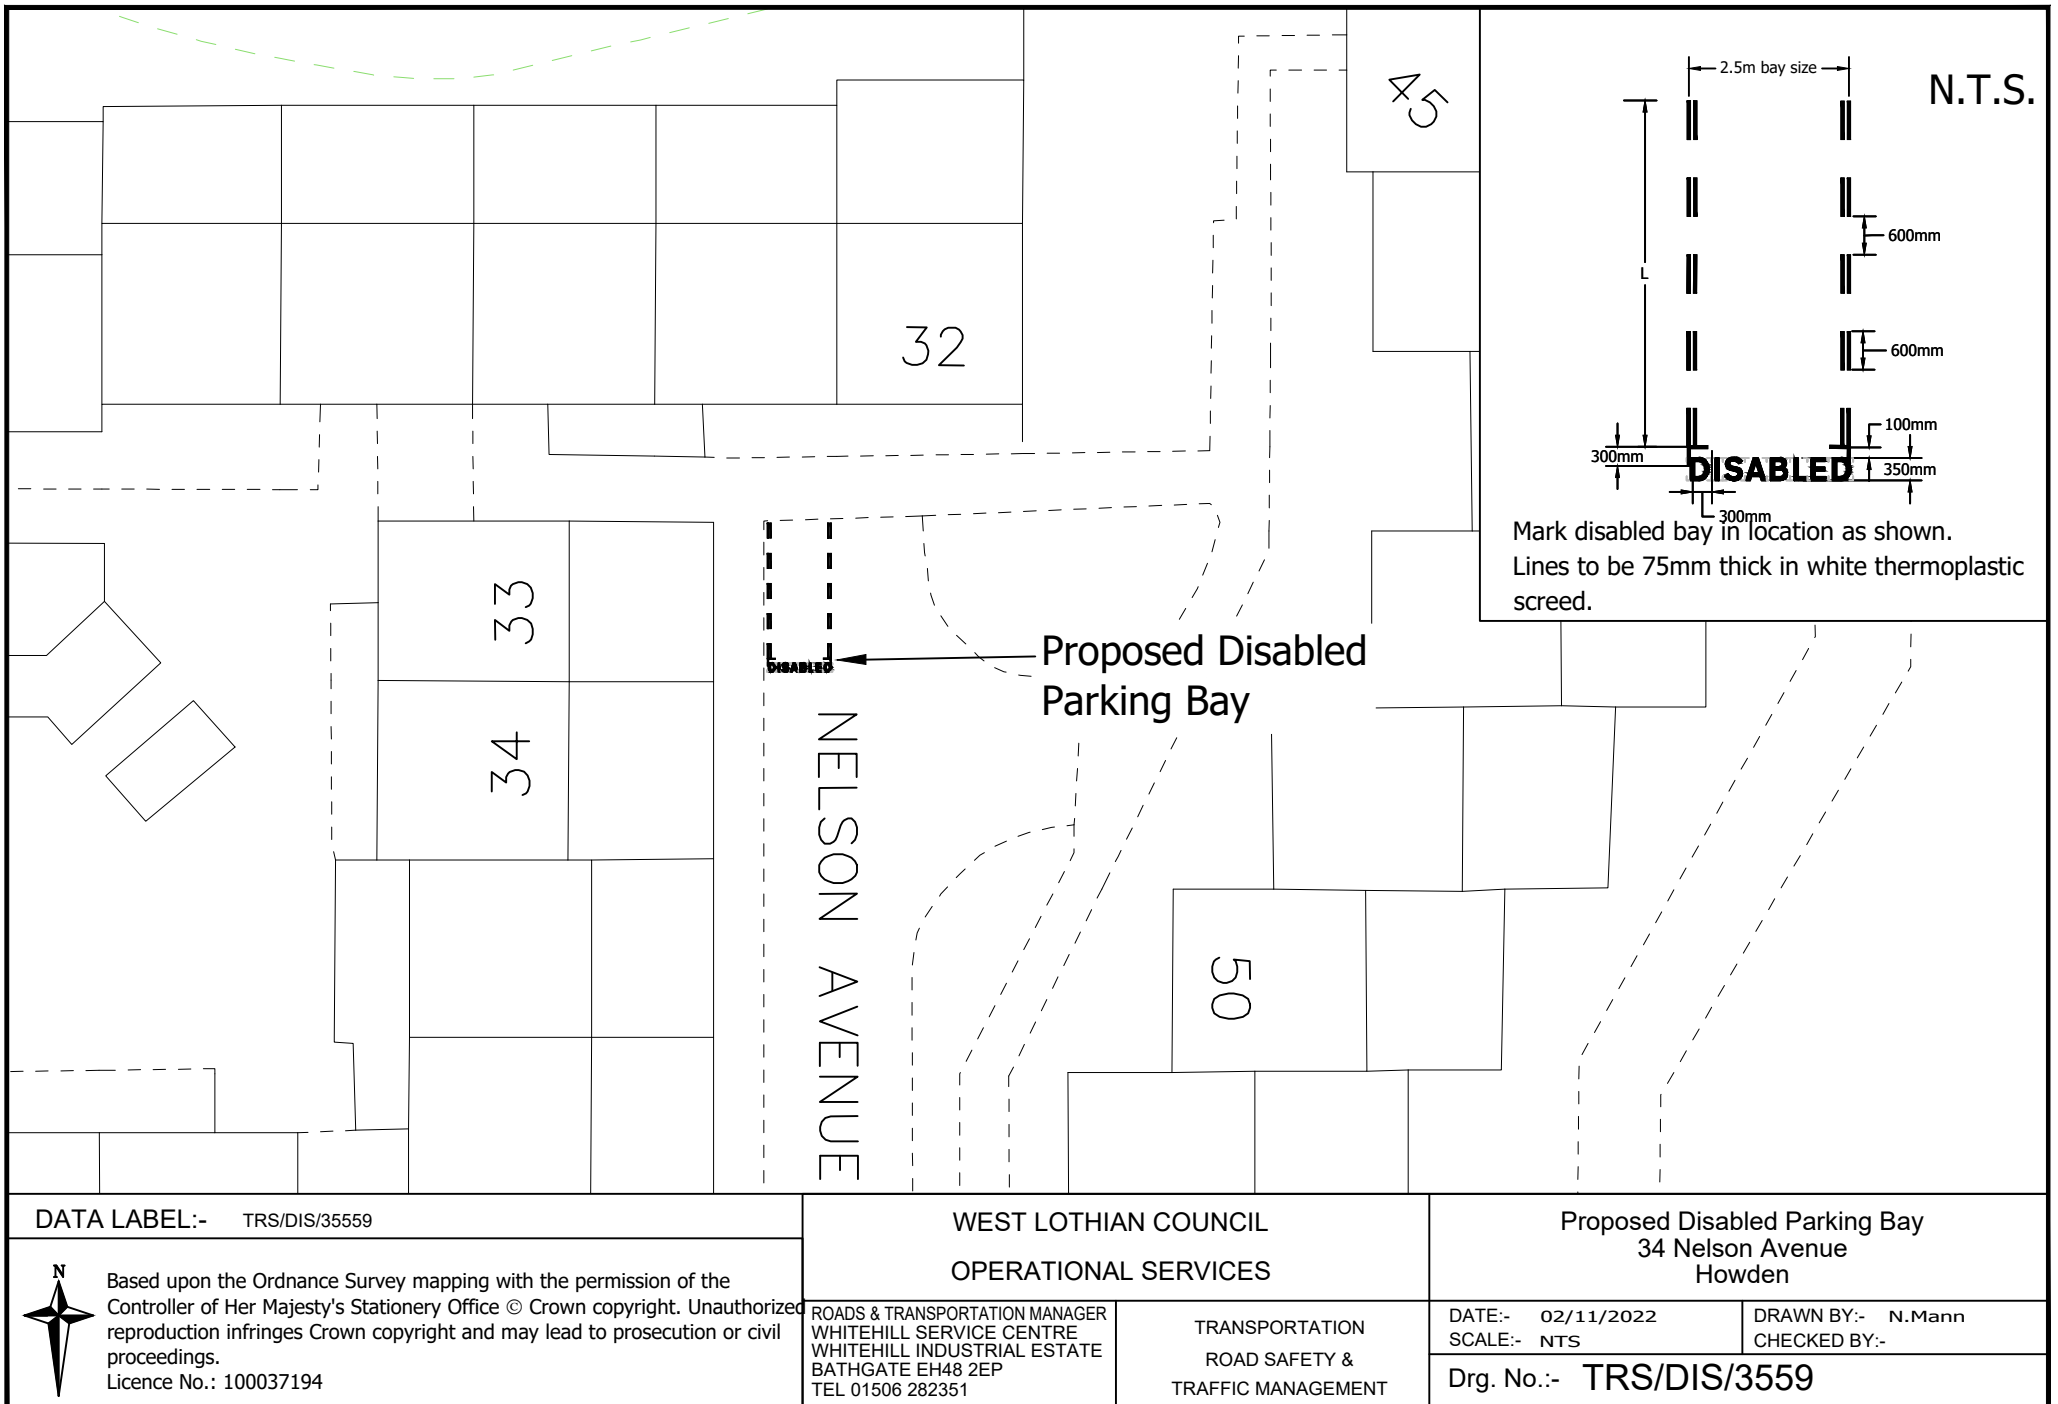 45
32
33
34
50
NELSON AVENUE
DISABLED
Proposed Disabled
Parking Bay
N.T.S.
2.5m bay size
L
600mm
600mm
100mm
300mm
DISABLED
350mm
300mm
Mark disabled bay in location as shown.
Lines to be 75mm thick in white thermoplastic
screed.
DATA LABEL:- TRS/DIS/35559
N
Based upon the Ordnance Survey mapping with the permission of the
Controller of Her Majesty's Stationery Office © Crown copyright. Unauthorized
reproduction infringes Crown copyright and may lead to prosecution or civil
proceedings.
Licence No.: 100037194
WEST LOTHIAN COUNCIL
OPERATIONAL SERVICES
ROADS & TRANSPORTATION MANAGER
WHITEHILL SERVICE CENTRE
WHITEHILL INDUSTRIAL ESTATE
BATHGATE EH48 2EP
TEL 01506 282351
TRANSPORTATION
ROAD SAFETY &
TRAFFIC MANAGEMENT
Proposed Disabled Parking Bay
34 Nelson Avenue
Howden
DATE:- 02/11/2022
SCALE:- NTS
DRAWN BY:- N.Mann
CHECKED BY:-
Drg. No.:- TRS/DIS/3559